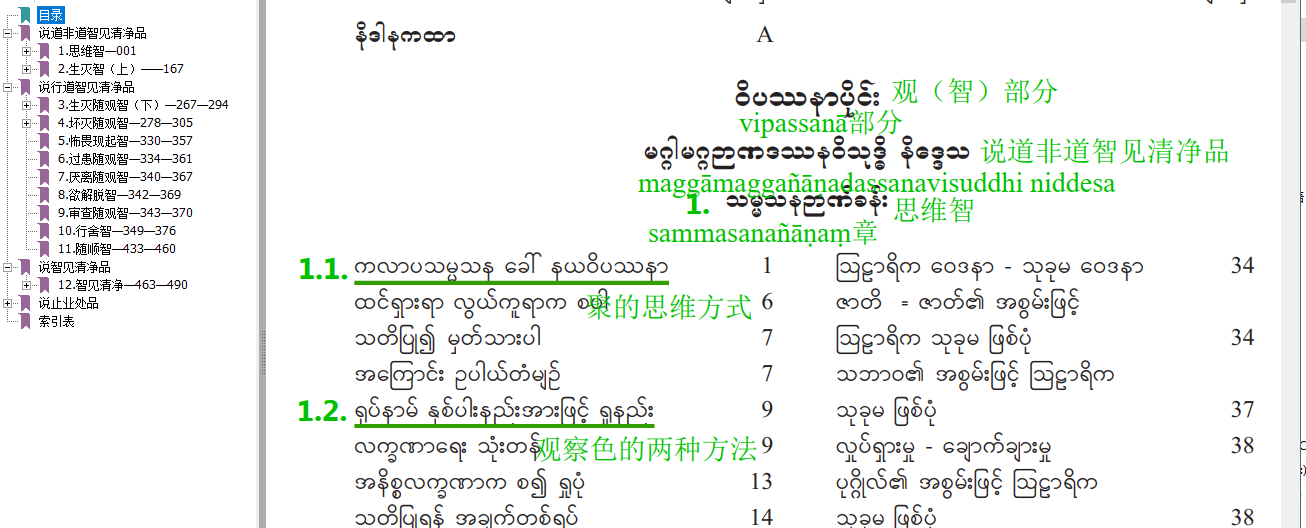 目录
说道非道智见清净品
1.思维智—001
2.生灭智（上）——167
说行道智见清净品
3.生灭随观智（下）—267—294
4.坏灭随观智—278—305
5.怖畏现起智—330—357
6.过患随观智—334—361
7.厌离随观智—340—367
8.欲解脱智—342—369
9.审查随观智—343—370
10.行舍智—349—376
11.随顺智—433—460
说智见清净品
12.智见清净—463—490
说止业处品
索引表
နိဒါနကထာ A
ဝိပဿနာပိုင်း 观（智）部分
vipassanā部分
မဂ္ဂါမဂ္ဂဉာဏဒဿနဝိသုဒ္ဓိ နိဒ္ဒေသ 说道非道智见清净品
maggāmaggañāṇadassanavisuddhi niddesa
1. သမ္မသနဉာဏ်ခန်း 思维智
sammasanañāṇaṃ章
1.1. ကလာပသမ္မသန ခေါ် နယဝိပဿနာ 1
ထင်ရှားရာ လွယ်ကူရာက စပါ 6
聚的思维方式
သတိပြု၍ မှတ်သားပါ 7
အကြောင်း ဥပါယ်တံမျဉ် 7
1.2. ရုပ်နာမ် နှစ်ပါးနည်းအားဖြင့် ရှုနည်း 9
လက္ခဏာရေး သုံးတန် 9
观察色的两种方法
အနိစ္စလက္ခဏာက စ၍ ရှုပုံ 13
သတိပြုရန် အချက်တစ်ရပ် 14
ဩဠာရိက ဝေဒနာ - သုခုမ ဝေဒနာ 34
ဇာတိ = ဇာတ်၏ အစွမ်းဖြင့်
ဩဠာရိက သုခုမ ဖြစ်ပုံ 34
သဘာဝ၏ အစွမ်းဖြင့် ဩဠာရိက
သုခုမ ဖြစ်ပုံ 37
လှုပ်ရှားမှု - ချောက်ချားမှု 38
ပုဂ္ဂိုလ်၏ အစွမ်းဖြင့် ဩဠာရိက
သုခုမ ဖြစ်ပုံ 38